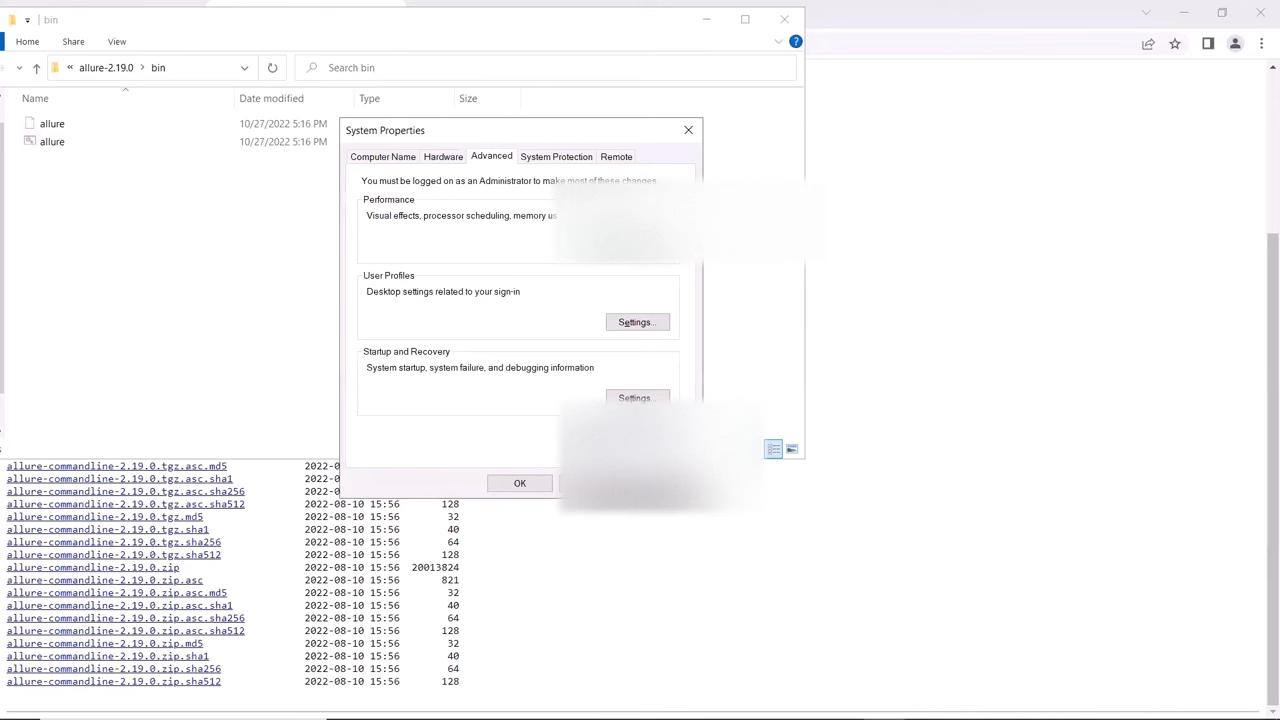 bin
Home Share View
allure-2.19.0 bin
Search bin
Name Date modified Type Size
allure 10/27/2022 5:16 PM
allure 10/27/2022 5:16 PM
System Properties
Computer Name Hardware Advanced System Protection Remote
You must be logged on as an Administrator to make most of these changes.
Performance
Visual effects, processor scheduling, memory us
User Profiles
Desktop settings related to your sign-in
Settings...
Startup and Recovery
System startup, system failure, and debugging information
Settings...
OK
allure-commandline-2.19.0.tgz.asc.md5 2022-0
allure-commandline-2.19.0.tgz.asc.sha1 2022-0
allure-commandline-2.19.0.tgz.asc.sha256 2022-0
allure-commandline-2.19.0.tgz.asc.sha512 2022-08-10 15:56 128
allure-commandline-2.19.0.tgz.md5 2022-08-10 15:56 32
allure-commandline-2.19.0.tgz.sha1 2022-08-10 15:56 40
allure-commandline-2.19.0.tgz.sha256 2022-08-10 15:56 64
allure-commandline-2.19.0.tgz.sha512 2022-08-10 15:56 128
allure-commandline-2.19.0.zip 2022-08-10 15:56 20013824
allure-commandline-2.19.0.zip.asc 2022-08-10 15:56 821
allure-commandline-2.19.0.zip.asc.md5 2022-08-10 15:56 32
allure-commandline-2.19.0.zip.asc.sha1 2022-08-10 15:56 40
allure-commandline-2.19.0.zip.asc.sha256 2022-08-10 15:56 64
allure-commandline-2.19.0.zip.asc.sha512 2022-08-10 15:56 128
allure-commandline-2.19.0.zip.md5 2022-08-10 15:56 32
allure-commandline-2.19.0.zip.sha1 2022-08-10 15:56 40
allure-commandline-2.19.0.zip.sha256 2022-08-10 15:56 64
allure-commandline-2.19.0.zip.sha512 2022-08-10 15:56 128